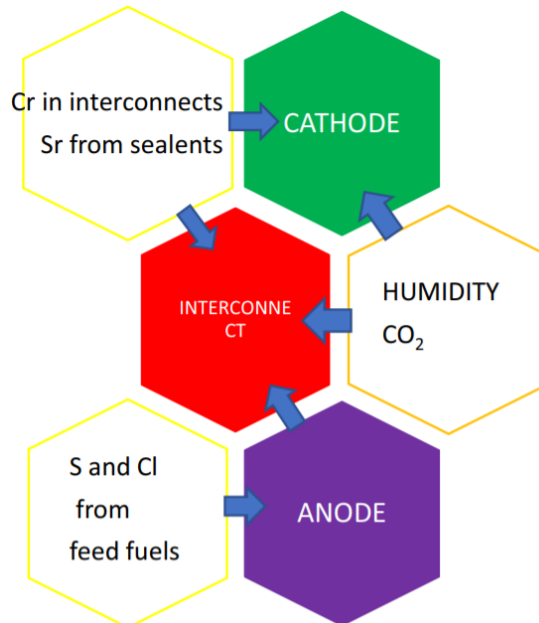 Cr in interconnects
Sr from sealents
CATHODE
INTERCONNE
CT
HUMIDITY
CO₂
S and Cl
from
feed fuels
ANODE